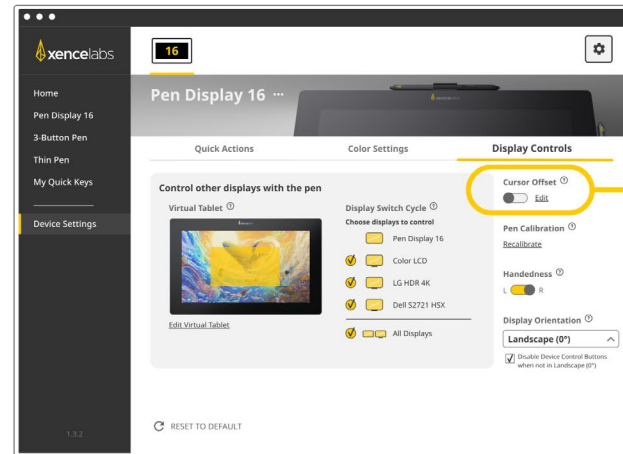 xencelabs
16
Home
Pen Display 16
3-Button Pen
Thin Pen
My Quick Keys
Device Settings
1.3.2
Pen Display 16 ···
xencelabs
Quick Actions
Color Settings
Display Controls
Control other displays with the pen
Virtual Tablet ?
Edit Virtual Tablet
Display Switch Cycle ?
Choose displays to control
Pen Display 16
Color LCD
LG HDR 4K
Dell S2721 HSX
All Displays
Cursor Offset ?
Edit
Pen Calibration ?
Recalibrate
Handedness ?
L R
Display Orientation ?
Landscape (0°)
Disable Device Control Buttons
when not in Landscape (0°)
RESET TO DEFAULT